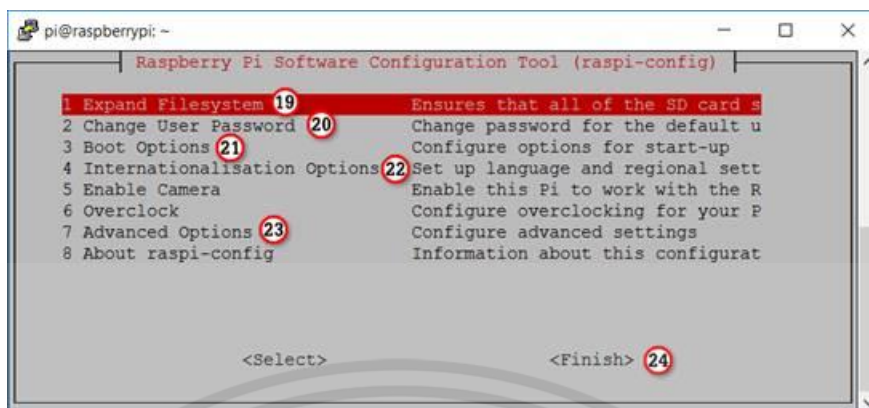 pi@raspberrypi: ~
Raspberry Pi Software Configuration Tool (raspi-config)
1 Expand Filesystem 19 Ensures that all of the SD card s
2 Change User Password 20 Change password for the default u
3 Boot Options 21 Configure options for start-up
4 Internationalisation Options 22 Set up language and regional sett
5 Enable Camera Enable this Pi to work with the R
6 Overclock Configure overclocking for your P
7 Advanced Options 23 Configure advanced settings
8 About raspi-config Information about this configurat
<Select> <Finish> 24